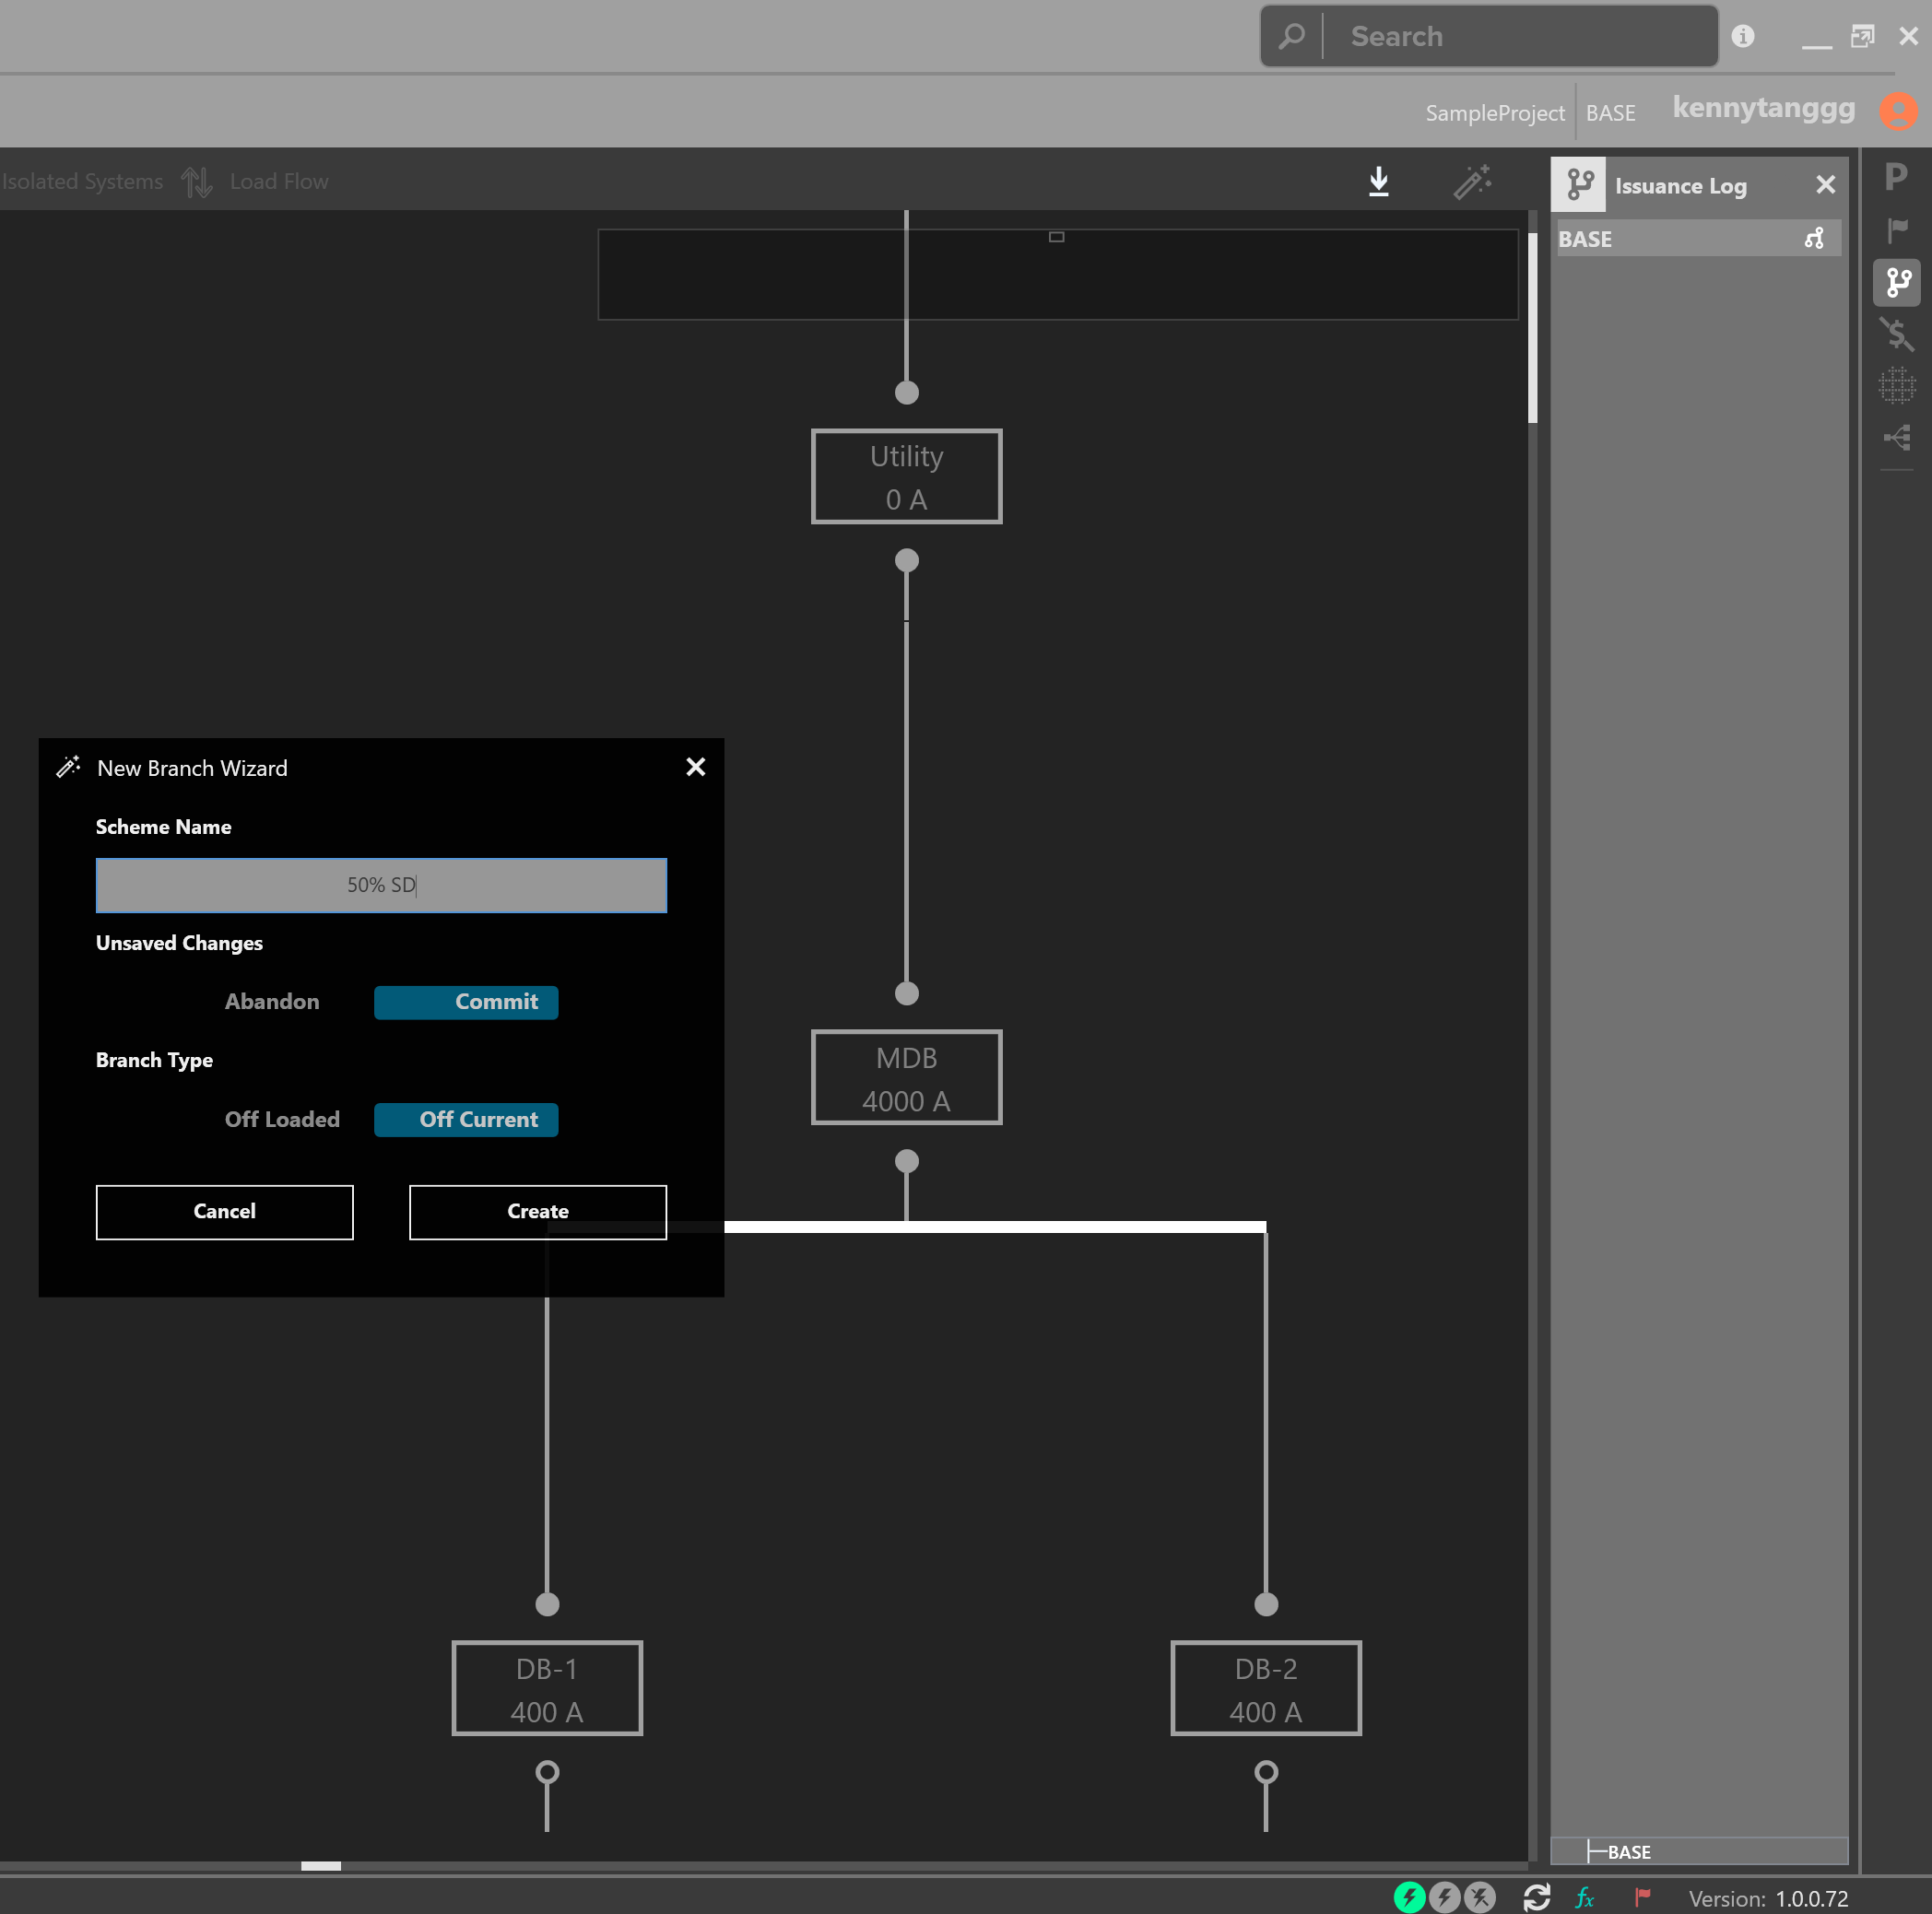 Search
SampleProject
BASE
kennytanggg
Isolated Systems
Load Flow
Issuance Log
P
BASE
Utility
0 A
New Branch Wizard
Scheme Name
50% SD
Unsaved Changes
Abandon
Commit
Branch Type
Off Loaded
Off Current
Cancel
Create
MDB
4000 A
DB-1
400 A
DB-2
400 A
BASE
fx
Version: 1.0.0.72